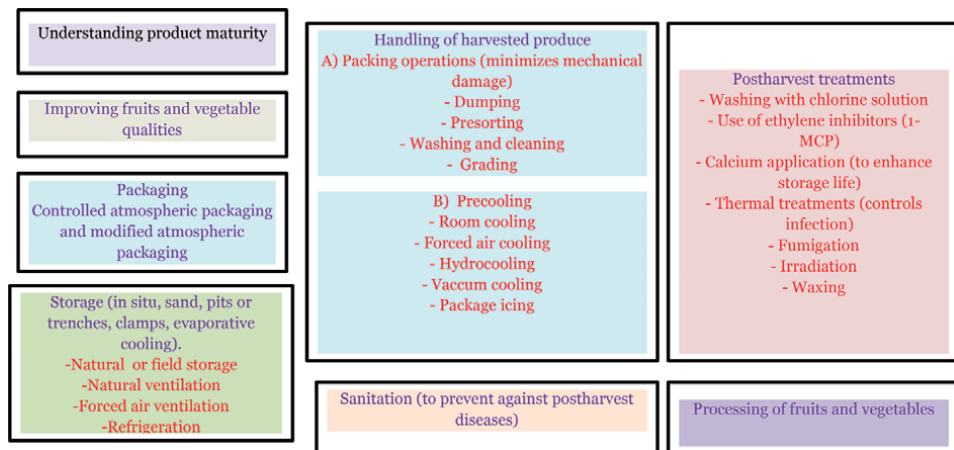 Understanding product maturity
Improving fruits and vegetable
qualities
Packaging
Controlled atmospheric packaging
and modified atmospheric
packaging
Storage (in situ, sand, pits or
trenches, clamps, evaporative
cooling).
-Natural or field storage
-Natural ventilation
-Forced air ventilation
-Refrigeration
Handling of harvested produce
A) Packing operations (minimizes mechanical
damage)
- Dumping
- Presorting
- Washing and cleaning
- Grading
B) Precooling
- Room cooling
- Forced air cooling
- Hydrocooling
- Vaccum cooling
- Package icing
Sanitation (to prevent against postharvest
diseases)
Postharvest treatments
- Washing with chlorine solution
- Use of ethylene inhibitors (1-
MCP)
- Calcium application (to enhance
storage life)
- Thermal treatments (controls
infection)
- Fumigation
- Irradiation
- Waxing
Processing of fruits and vegetables